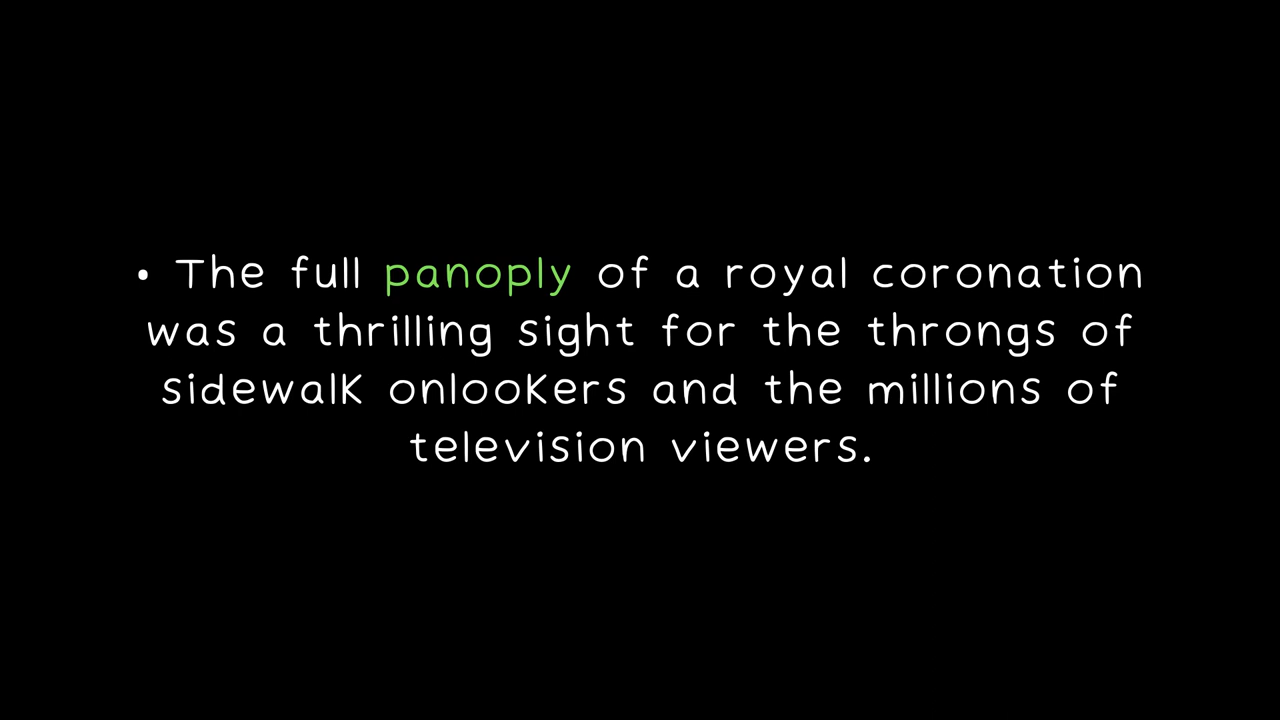 • The full panoply of a royal coronation
was a thrilling sight for the throngs of
sidewalk onlookers and the millions of
television viewers.